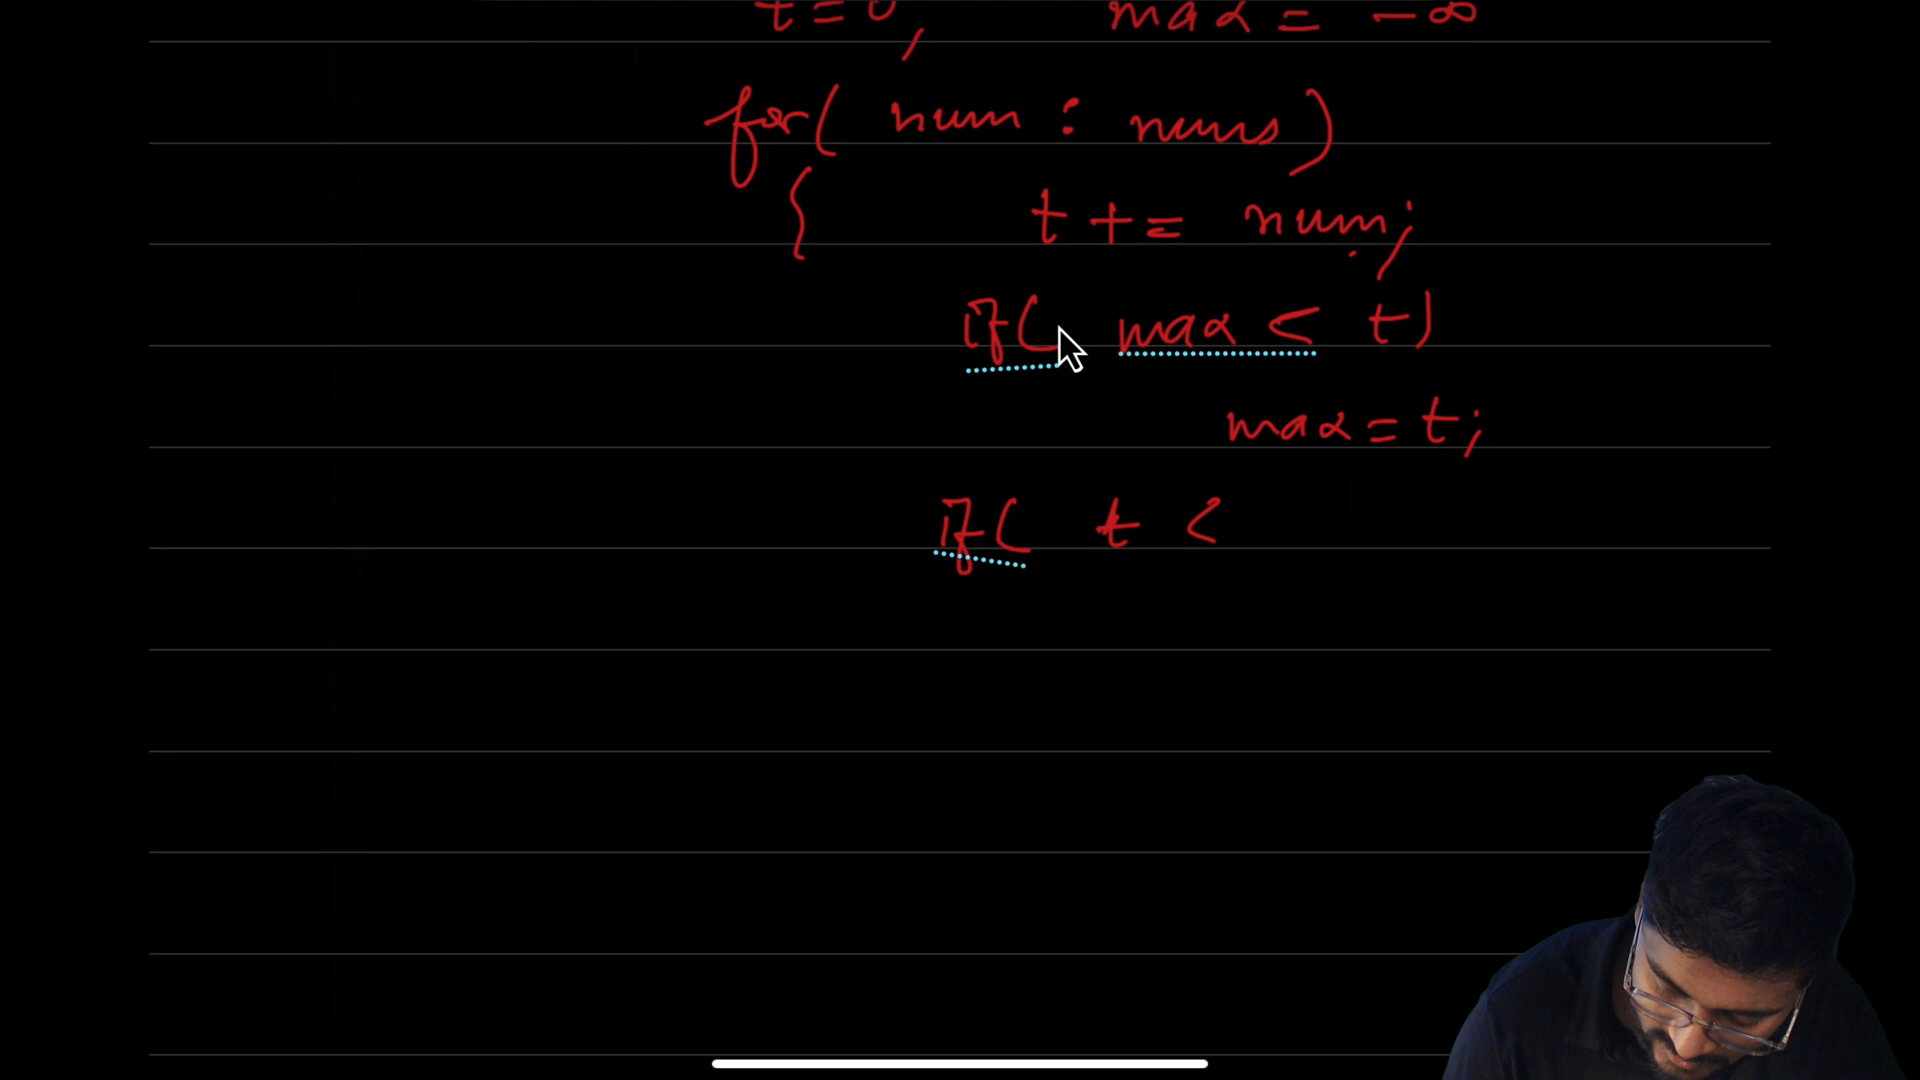 t = 0, max = - ∞
for( num : nums )
{ t += num;
if( max < t)
max = t;
if( t <